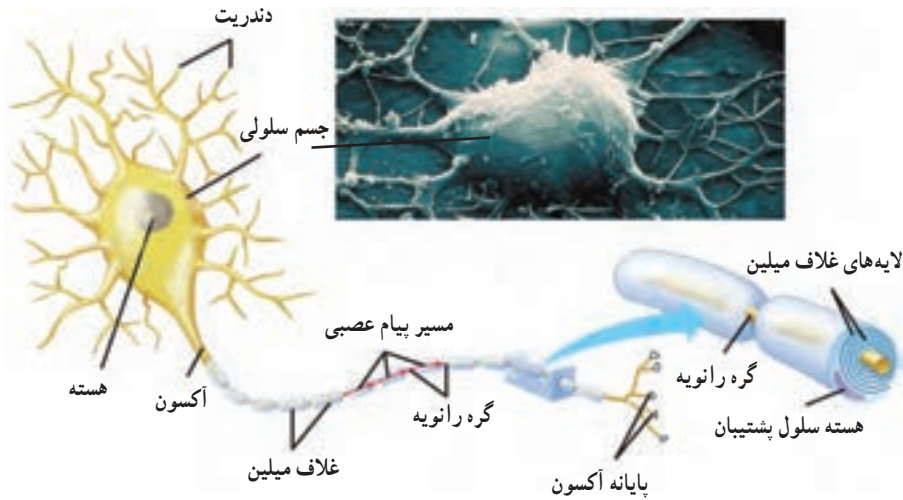 دندریت
جسم سلولی
لایه‌های غلاف میلین
مسیر پیام عصبی
گره رانویه
هسته
آکسون
گره رانویه
هسته سلول پشتیبان
غلاف میلین
پایانه آکسون